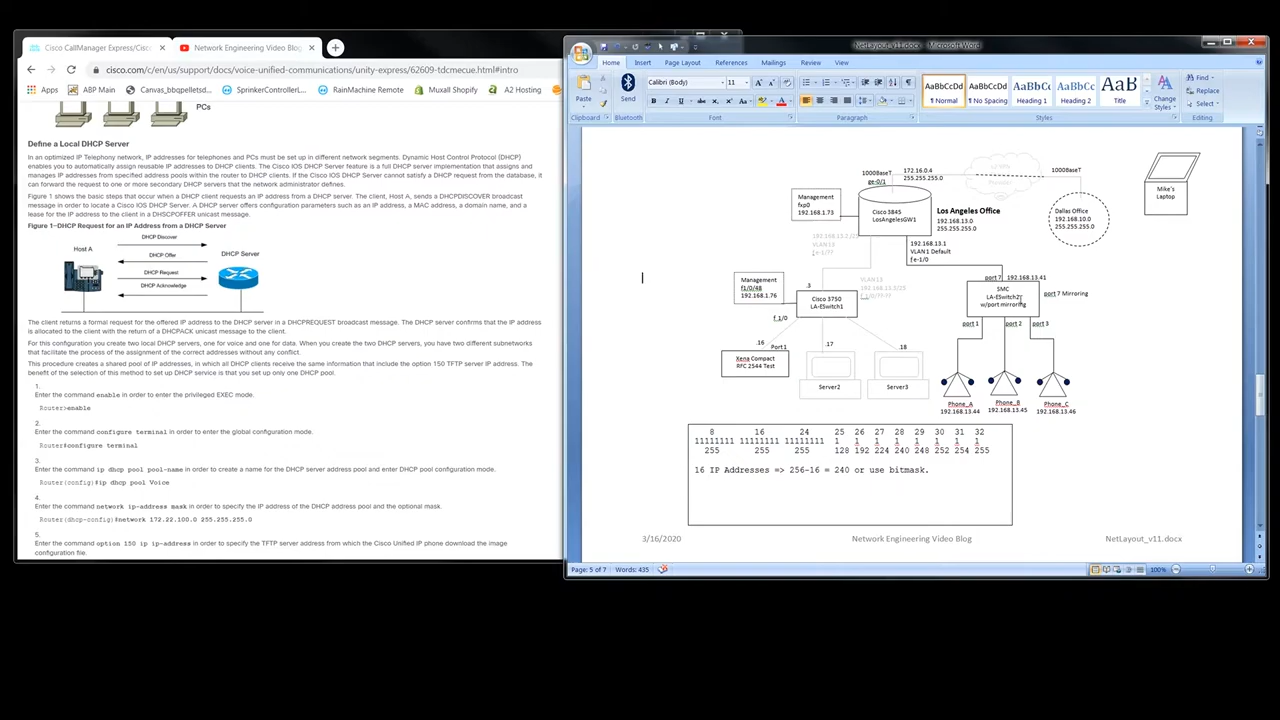 Cisco CallManager Express/Cisc
Network Engineering Video Blog
cisco.com/c/en/us/support/docs/voice-unified-communications/unity-express/62609-tdcmecue.html#intro
Apps
ABP Main
Canvas_bbqpelletsd...
SprinkerControllerL...
RainMachine Remote
Muxall Shopify
A2 Hosting
PCs
Define a Local DHCP Server
In an optimized IP Telephony network, IP addresses for telephones and PCs must be set up in different network segments. Dynamic Host Control Protocol (DHCP)
enables you to automatically assign reusable IP addresses to DHCP clients. The Cisco IOS DHCP Server feature is a full DHCP server implementation that assigns and
manages IP addresses from specified address pools within the router to DHCP clients. If the Cisco IOS DHCP Server cannot satisfy a DHCP request from the database, it
can forward the request to one or more secondary DHCP servers that the network administrator defines.
Figure 1 shows the basic steps that occur when a DHCP client requests an IP address from a DHCP server. The client, Host A, sends a DHCPDISCOVER broadcast
message in order to locate a Cisco IOS DHCP Server. A DHCP server offers configuration parameters such as an IP address, a MAC address, a domain name, and a
lease for the IP address to the client in a DHSCPOFFER unicast message.
Figure 1–DHCP Request for an IP Address from a DHCP Server
Host A
DHCP Discover
DHCP Offer
DHCP Request
DHCP Acknowledge
DHCP Server
The client returns a formal request for the offered IP address to the DHCP server in a DHCPREQUEST broadcast message. The DHCP server confirms that the IP address
is allocated to the client with the return of a DHCPACK unicast message to the client.
For this configuration you create two local DHCP servers, one for voice and one for data. When you create the two DHCP servers, you have two different subnetworks
that facilitate the process of the assignment of the correct addresses without any conflict.
This procedure creates a shared pool of IP addresses, in which all DHCP clients receive the same information that include the option 150 TFTP server IP address. The
benefit of the selection of this method to set up DHCP service is that you set up only one DHCP pool.
1.
Enter the command enable in order to enter the privileged EXEC mode.
Router>enable
2.
Enter the command configure terminal in order to enter the global configuration mode.
Router#configure terminal
3.
Enter the command ip dhcp pool pool-name in order to create a name for the DHCP server address pool and enter DHCP pool configuration mode.
Router(config)#ip dhcp pool Voice
4.
Enter the command network ip-address mask in order to specify the IP address of the DHCP address pool and the optional mask.
Router(dhcp-config)#network 172.22.100.0 255.255.255.0
5.
Enter the command option 150 ip ip-address in order to specify the TFTP server address from which the Cisco Unified IP phone download the image
configuration file.
NetLayout_v11.docx - Microsoft Word
Home
Insert
Page Layout
References
Mailings
Review
View
Paste
Clipboard
Send
Bluetooth
Calibri (Body)
11
Font
Paragraph
AaBbCcDd
¶ Normal
AaBbCcDd
¶ No Spacing
AaBbCc
Heading 1
AaBbCc
Heading 2
AaB
Title
Change
Styles
Styles
Find
Replace
Select
Editing
1000BaseT
ge-0/1
172.16.0.4
255.255.255.0
Provider
1000BaseT
Mike's
Laptop
Management
fxp0
192.168.1.73
Cisco 3845
LosAngelesGW1
Los Angeles Office
192.168.13.0
255.255.255.0
Dallas Office
192.168.10.0
255.255.255.0
VLAN13
192.168.13.1
VLAN1 Default
f e-1/0
Management
f1/0/48
192.168.1.76
.3
VLAN13
Cisco 3750
LA-ESwitch1
f 1/0
port 7
192.168.13.41
SMC
LA-ESwitch2
w/port mirroring
port 7 Mirroring
port 1
port 2
port 3
.16
Port1
Xena Compact
RFC 2544 Test
.17
Server2
.18
Server3
Phone_A
192.168.13.44
Phone_B
192.168.13.45
Phone_C
192.168.13.46
8 16 24 25 26 27 28 29 30 31 32
11111111 11111111 11111111 1 1 1 1 1 1 1 1
255 255 255 128 192 224 240 248 252 254 255
16 IP Addresses => 256-16 = 240 or use bitmask.
3/16/2020
Network Engineering Video Blog
NetLayout_v11.docx
Page: 5 of 7
Words: 435
100%